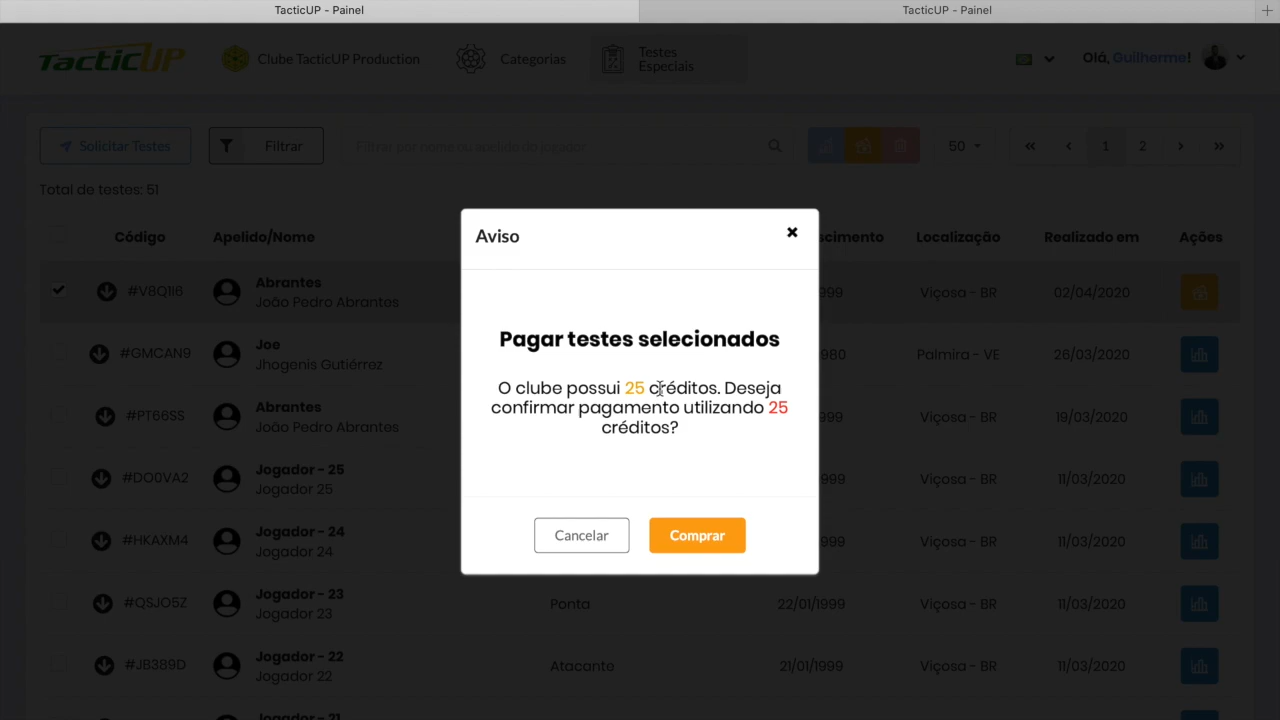 TacticUP - Painel
TacticUP - Painel
TacticUP
Clube TacticUP Production
Categorias
Testes
Especiais
Olá, Guilherme!
Solicitar Testes
Filtrar
Filtrar por nome ou apelido do jogador
50
1
2
Total de testes: 51
Código
Apelido/Nome
scimento
Localização
Realizado em
Ações
#V8Q1I6
Abrantes
João Pedro Abrantes
999
Viçosa - BR
02/04/2020
#GMCAN9
Joe
Jhogenis Gutiérrez
980
Palmira - VE
26/03/2020
#PT66SS
Abrantes
João Pedro Abrantes
999
Viçosa - BR
19/03/2020
#DO0VA2
Jogador - 25
Jogador 25
999
Viçosa - BR
11/03/2020
#HKAXM4
Jogador - 24
Jogador 24
999
Viçosa - BR
11/03/2020
#QSJO5Z
Jogador - 23
Jogador 23
Ponta
22/01/1999
Viçosa - BR
11/03/2020
#JB389D
Jogador - 22
Jogador 22
Atacante
21/01/1999
Viçosa - BR
11/03/2020
Jogador - 21
Aviso
Pagar testes selecionados
O clube possui 25 créditos. Deseja
confirmar pagamento utilizando 25
créditos?
Cancelar
Comprar